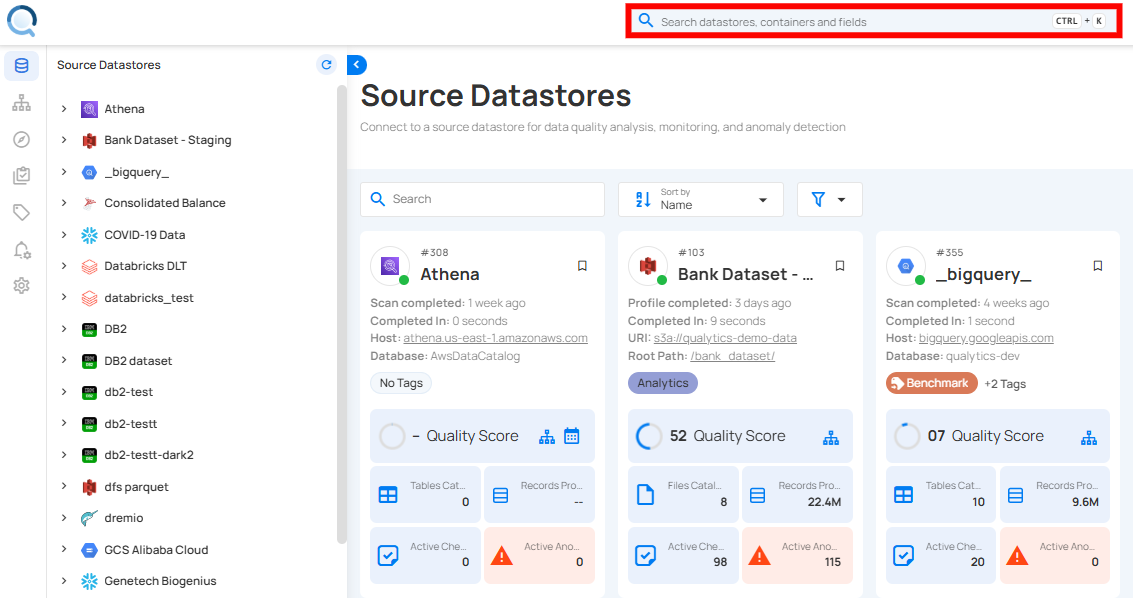 Search datastores, containers and fields
CTRL + K
Source Datastores
Athena
Bank Dataset - Staging
_bigquery_
Consolidated Balance
COVID-19 Data
Databricks DLT
databricks_test
DB2
DB2 dataset
db2-test
db2-testt
db2-testt-dark2
dfs parquet
dremio
GCS Alibaba Cloud
Genetech Biogenius
Source Datastores
Connect to a source datastore for data quality analysis, monitoring, and anomaly detection
Search
Sort by
Name
#308
Athena
Scan completed: 1 week ago
Completed In: 0 seconds
Host: athena.us-east-1.amazonaws.com
Database: AwsDataCatalog
No Tags
– Quality Score
Tables Cat...
0
Records Pro...
--
Active Che...
0
Active Ano...
0
#103
Bank Dataset - ...
Profile completed: 3 days ago
Completed In: 9 seconds
URI: s3a://qualytics-demo-data
Root Path: /bank_dataset/
Analytics
52 Quality Score
Files Catal...
8
Records Pro...
22.4M
Active Che...
98
Active Ano...
115
#355
_bigquery_
Scan completed: 4 weeks ago
Completed In: 1 second
Host: bigquery.googleapis.com
Database: qualytics-dev
Benchmark
+2 Tags
07 Quality Score
Tables Cat...
10
Records Pro...
9.6M
Active Che...
20
Active Ano...
0